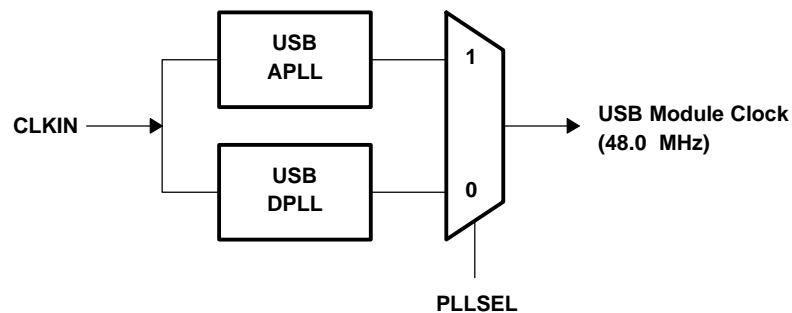 USB
APLL
1
CLKIN
USB Module Clock
(48.0 MHz)
USB
DPLL
0
PLLSEL